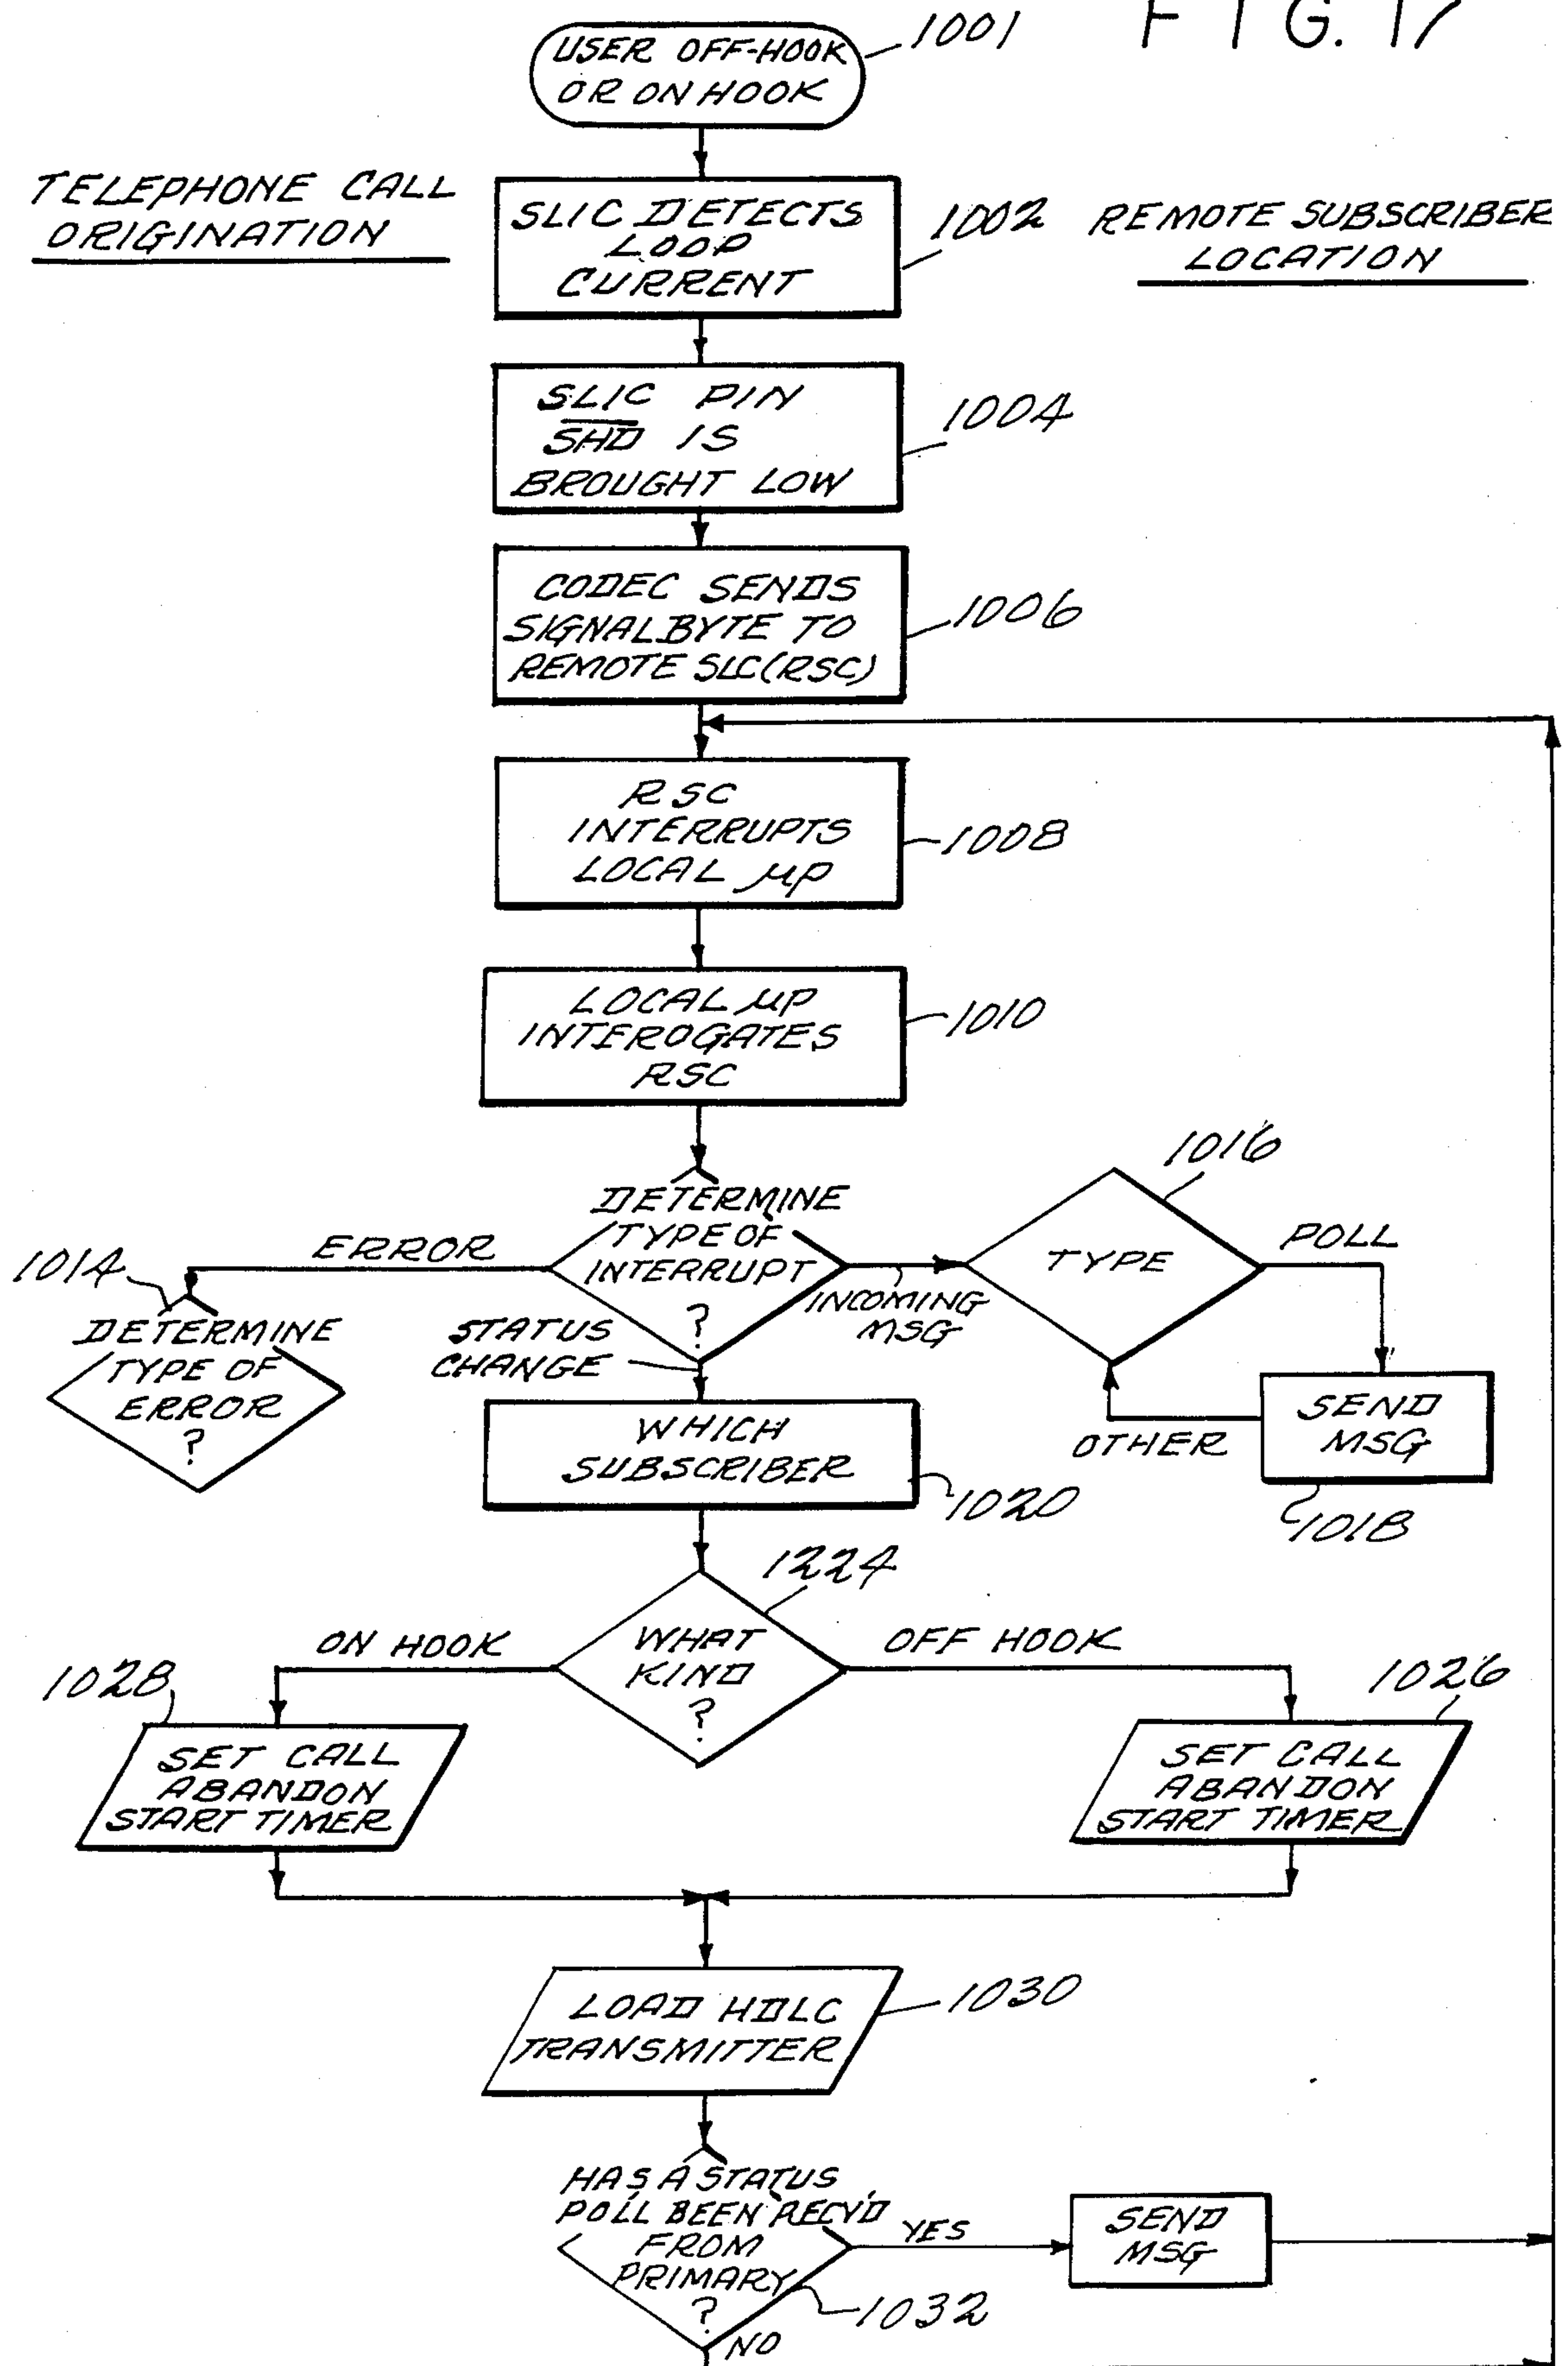 FIG. 17
USER OFF-HOOK
OR ON HOOK
1001
TELEPHONE CALL
ORIGINATION
SLIC DETECTS
LOOP
CURRENT
1002
REMOTE SUBSCRIBER
LOCATION
SLIC PIN
SHD IS
BROUGHT LOW
1004
CODEC SENDS
SIGNAL BYTE TO
REMOTE SLC (RSC)
1006
RSC
INTERRUPTS
LOCAL μP
1008
LOCAL μP
INTEROGATES
RSC
1010
DETERMINE
TYPE OF
INTERRUPT
?
ERROR
1014
DETERMINE
TYPE OF
ERROR
?
STATUS
CHANGE
INCOMING
MSG
1016
TYPE
POLL
SEND
MSG
OTHER
1018
WHICH
SUBSCRIBER
1020
1224
WHAT
KIND
?
ON HOOK
OFF HOOK
1028
SET CALL
ABANDON
START TIMER
1026
SET CALL
ABANDON
START TIMER
LOAD HDLC
TRANSMITTER
1030
HAS A STATUS
POLL BEEN RECV'D
FROM
PRIMARY
?
1032
YES
SEND
MSG
NO